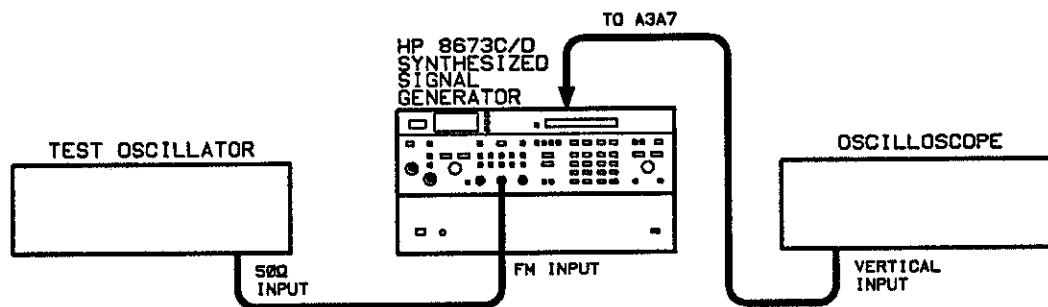 TO A3A7
HP 8673C/D
SYNTHESIZED
SIGNAL
GENERATOR
TEST OSCILLATOR
OSCILLOSCOPE
50Ω
INPUT
FM INPUT
VERTICAL
INPUT